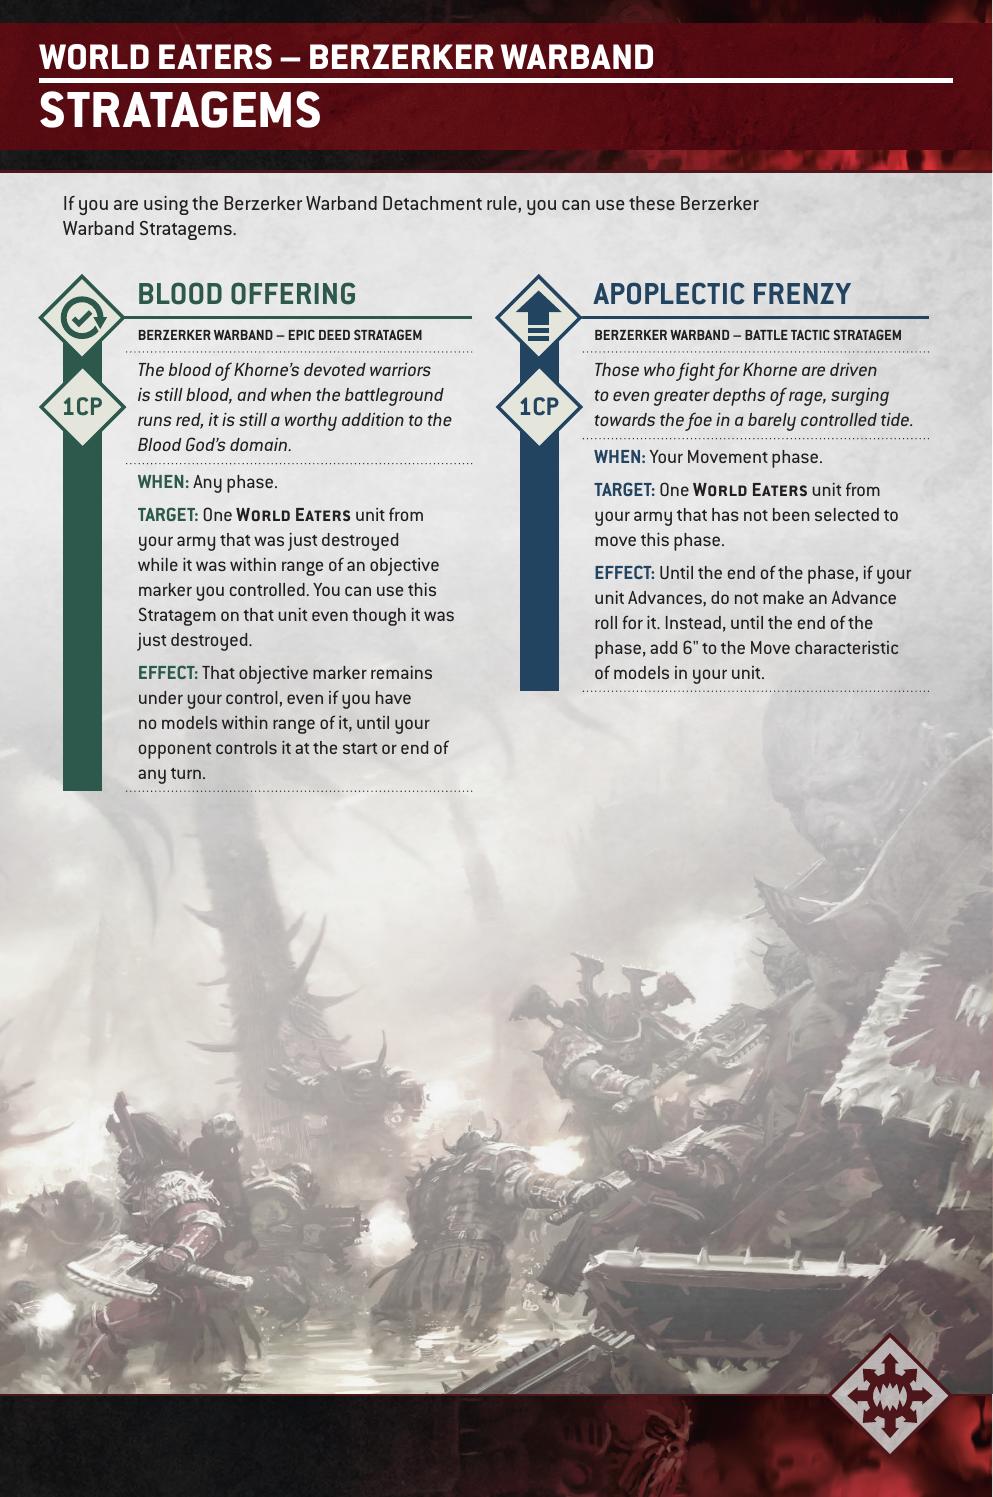 WORLD EATERS – BERZERKER WARBAND
STRATAGEMS
If you are using the Berzerker Warband Detachment rule, you can use these Berzerker
Warband Stratagems.
BLOOD OFFERING
BERZERKER WARBAND – EPIC DEED STRATAGEM
1CP
The blood of Khorne’s devoted warriors
is still blood, and when the battleground
runs red, it is still a worthy addition to the
Blood God’s domain.
WHEN: Any phase.
TARGET: One WORLD EATERS unit from
your army that was just destroyed
while it was within range of an objective
marker you controlled. You can use this
Stratagem on that unit even though it was
just destroyed.
EFFECT: That objective marker remains
under your control, even if you have
no models within range of it, until your
opponent controls it at the start or end of
any turn.
APOPLECTIC FRENZY
BERZERKER WARBAND – BATTLE TACTIC STRATAGEM
1CP
Those who fight for Khorne are driven
to even greater depths of rage, surging
towards the foe in a barely controlled tide.
WHEN: Your Movement phase.
TARGET: One WORLD EATERS unit from
your army that has not been selected to
move this phase.
EFFECT: Until the end of the phase, if your
unit Advances, do not make an Advance
roll for it. Instead, until the end of the
phase, add 6" to the Move characteristic
of models in your unit.